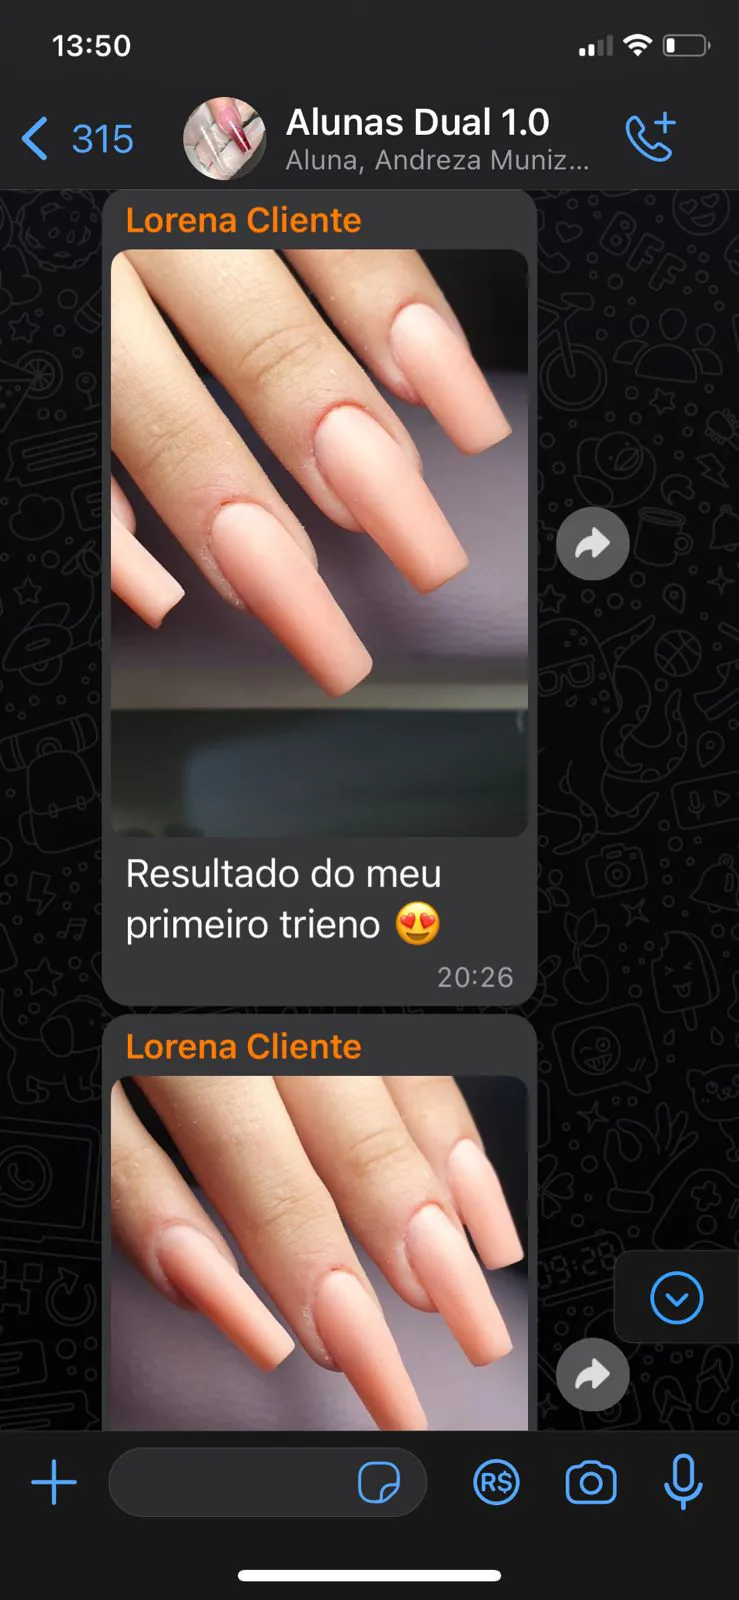 13:50
315
Alunas Dual 1.0
Aluna, Andreza Muniz...
Lorena Cliente
Resultado do meu
primeiro trieno 😍
20:26
Lorena Cliente
R$